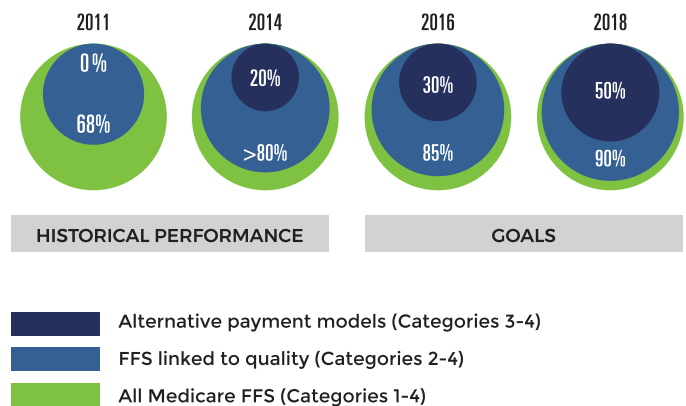 2011 2014 2016 2018
0% 20% 30% 50%
68% >80% 85% 90%
HISTORICAL PERFORMANCE GOALS
Alternative payment models (Categories 3-4)
FFS linked to quality (Categories 2-4)
All Medicare FFS (Categories 1-4)